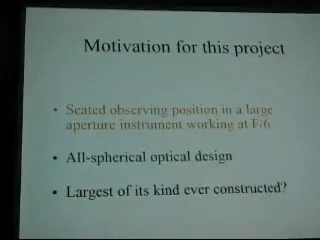 Motivation for this project
• Seated observing position in a large
aperture instrument working at F/6
• All-spherical optical design
• Largest of its kind ever constructed?